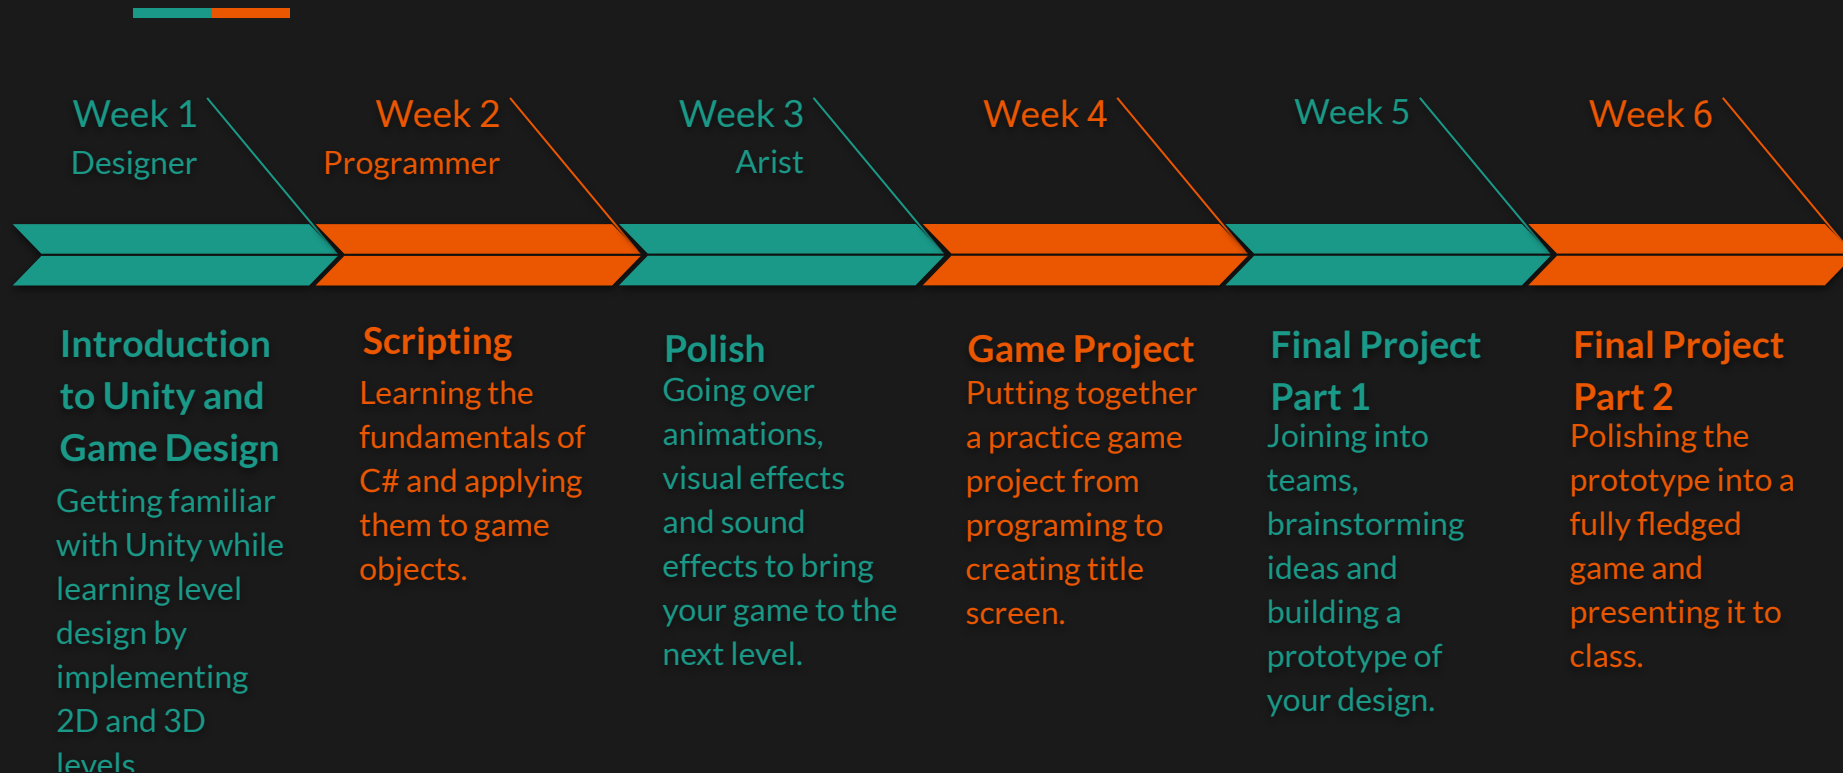 Week 1
Designer
Week 2
Programmer
Week 3
Arist
Week 4
Week 5
Week 6
Introduction
to Unity and
Game Design
Getting familiar
with Unity while
learning level
design by
implementing
2D and 3D
levels
Scripting
Learning the
fundamentals of
C# and applying
them to game
objects.
Polish
Going over
animations,
visual effects
and sound
effects to bring
your game to the
next level.
Game Project
Putting together
a practice game
project from
programing to
creating title
screen.
Final Project
Part 1
Joining into
teams,
brainstorming
ideas and
building a
prototype of
your design.
Final Project
Part 2
Polishing the
prototype into a
fully fledged
game and
presenting it to
class.